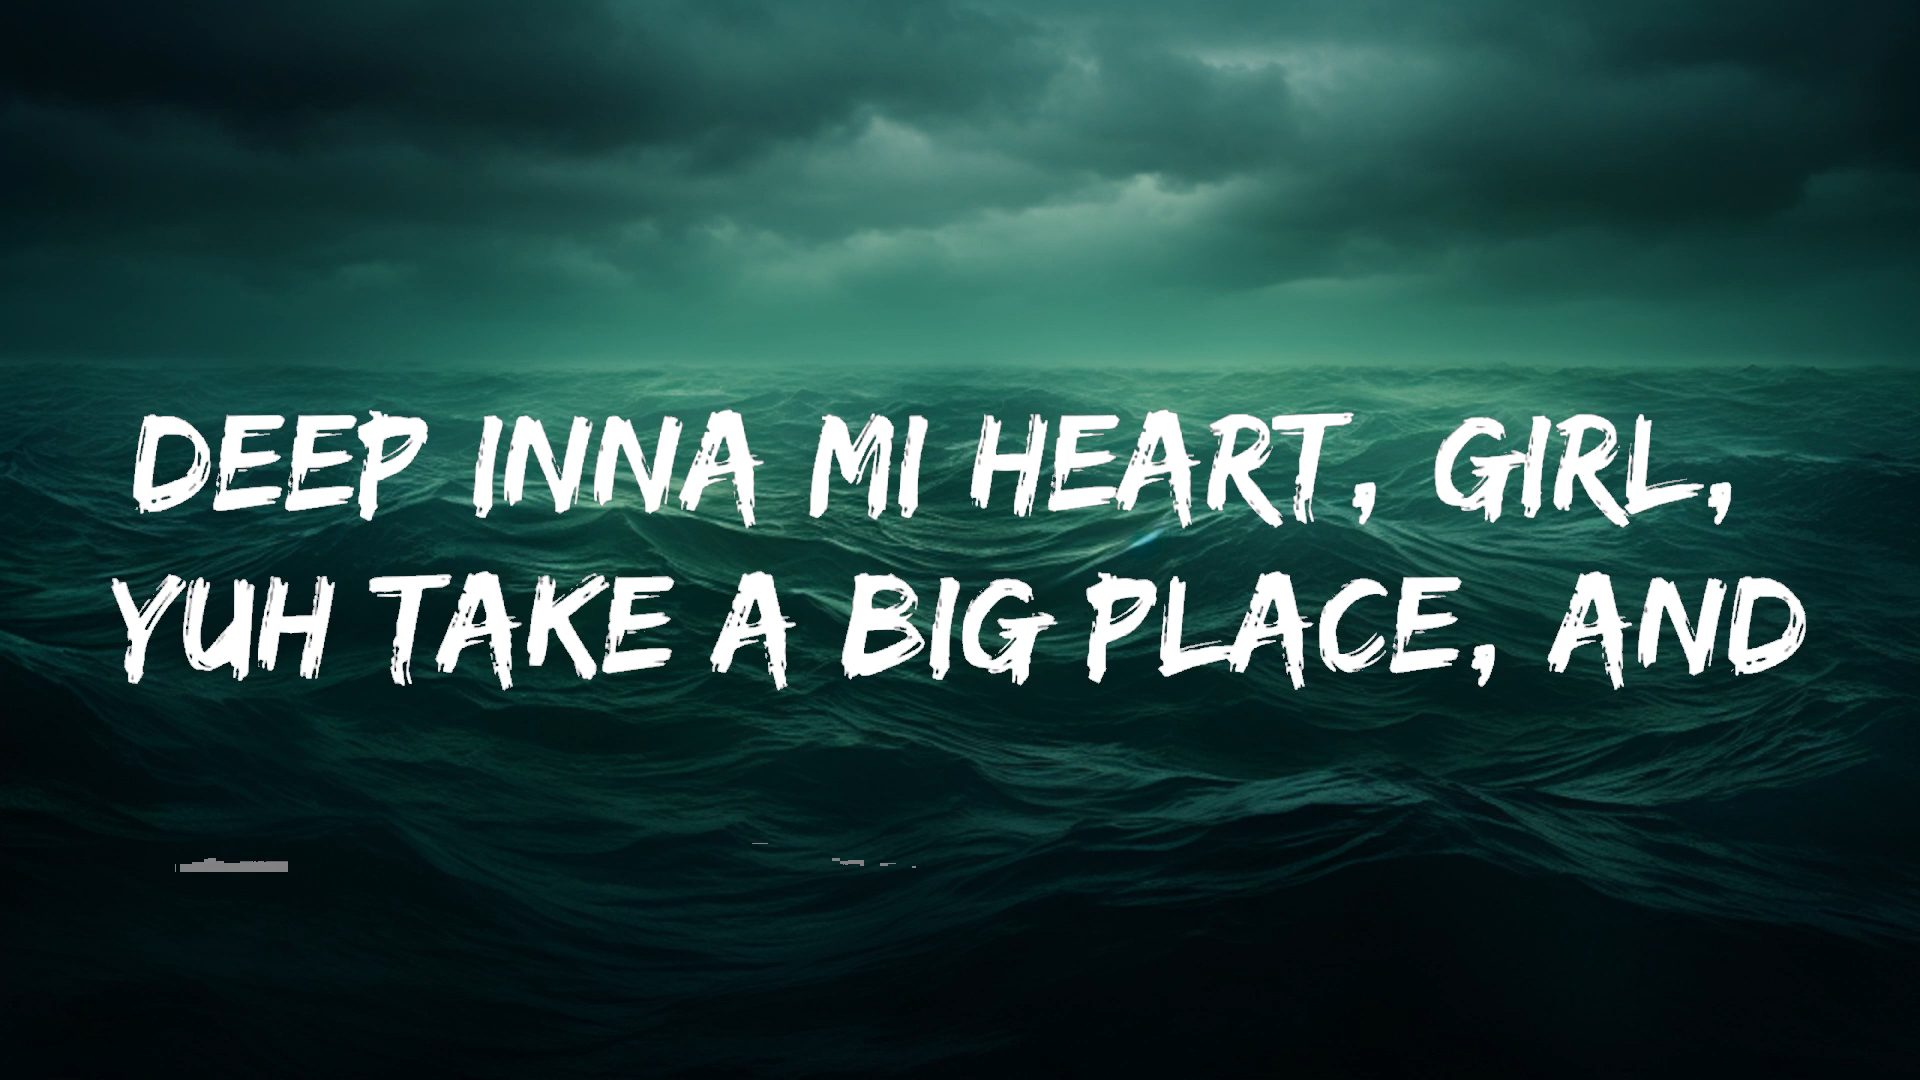 DEEP INNA MI HEART, GIRL,
YUH TAKE A BIG PLACE, AND